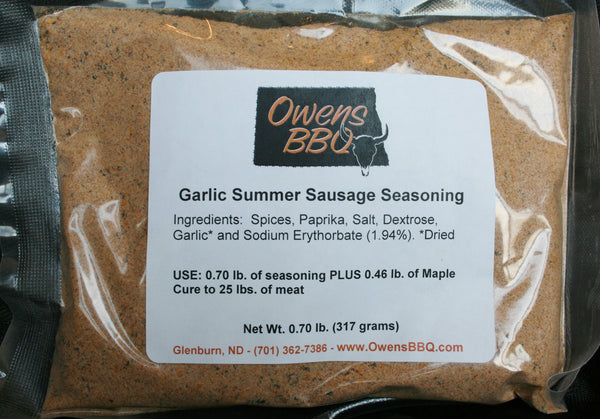 Owens
BBQ
Garlic Summer Sausage Seasoning
Ingredients: Spices, Paprika, Salt, Dextrose,
Garlic* and Sodium Erythorbate (1.94%). *Dried
USE: 0.70 lb. of seasoning PLUS 0.46 lb. of Maple
Cure to 25 lbs. of meat
Net Wt. 0.70 lb. (317 grams)
Glenburn, ND - (701) 362-7386 - www.OwensBBQ.com